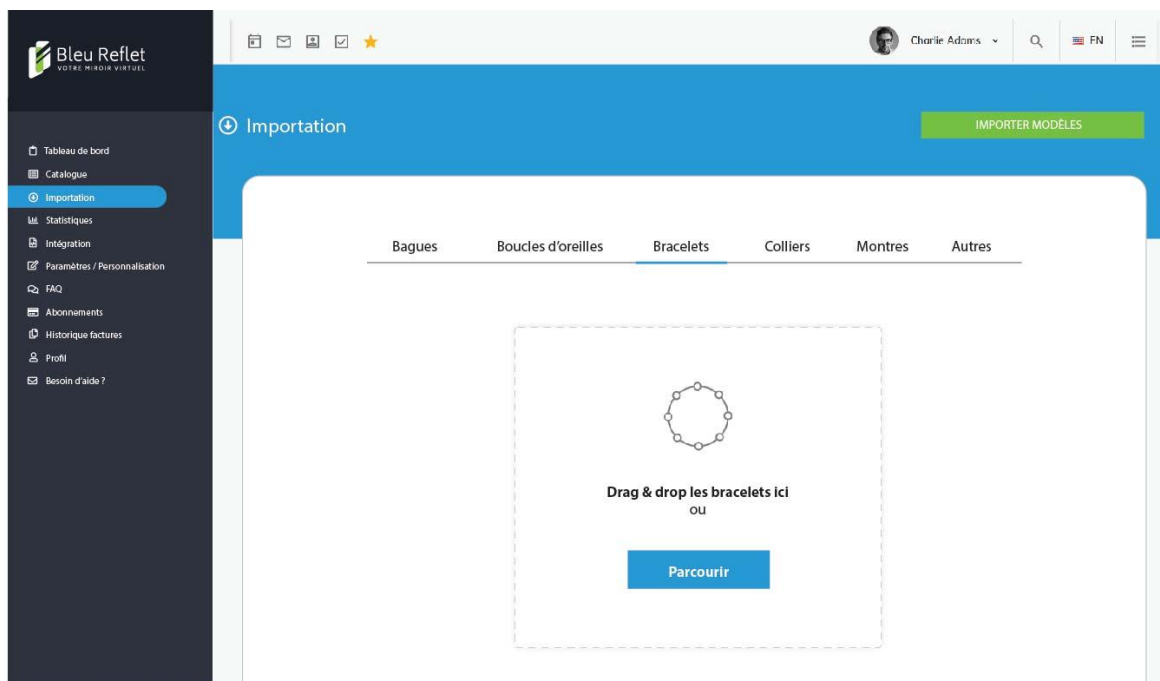 Bleu Reflet
VOTRE MIROIR VIRTUEL
Charlie Adams
EN
Importation
IMPORTER MODÈLES
Tableau de bord
Catalogue
Importation
Statistiques
Intégration
Paramètres / Personnalisation
FAQ
Abonnements
Historique factures
Profil
Besoin d'aide ?
Bagues Boucles d'oreilles Bracelets Colliers Montres Autres
Drag & drop les bracelets ici
ou
Parcourir